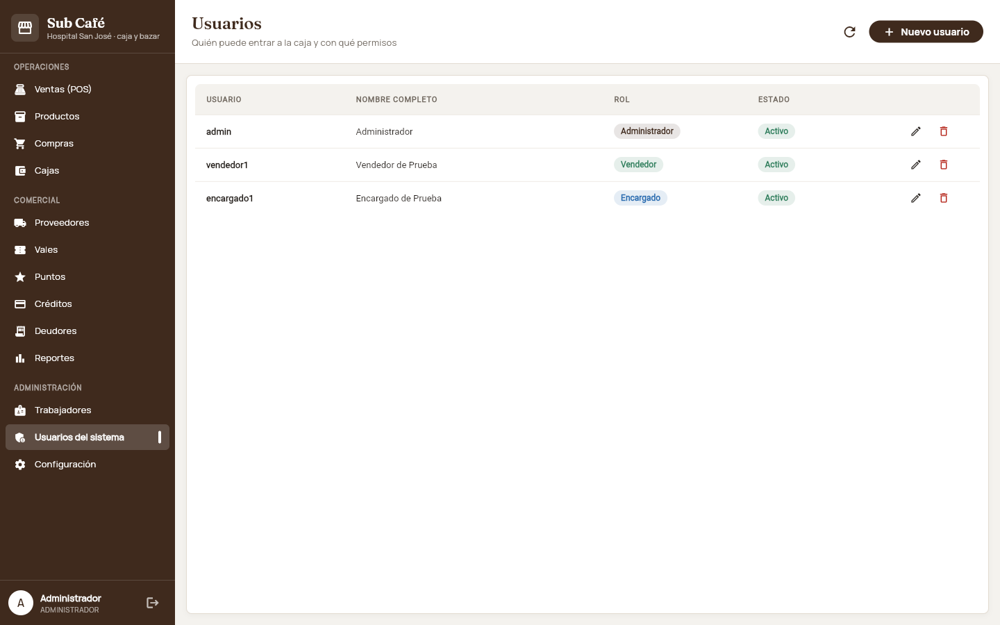 Sub Café
Hospital San José · caja y bazar
OPERACIONES
Ventas (POS)
Productos
Compras
Cajas
COMERCIAL
Proveedores
Vales
Puntos
Créditos
Deudores
Reportes
ADMINISTRACIÓN
Trabajadores
Usuarios del sistema
Configuración
A
Administrador
ADMINISTRADOR
Usuarios
Quién puede entrar a la caja y con qué permisos
Nuevo usuario
USUARIO NOMBRE COMPLETO ROL ESTADO
admin Administrador Administrador Activo
vendedor1 Vendedor de Prueba Vendedor Activo
encargado1 Encargado de Prueba Encargado Activo